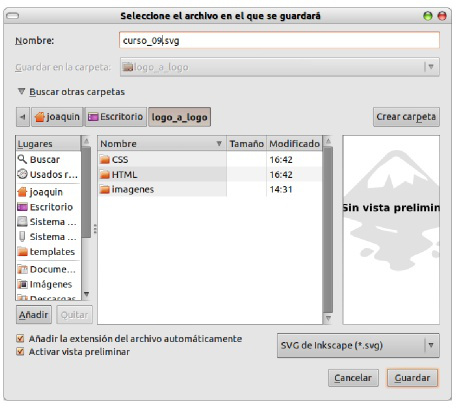 Seleccione el archivo en el que se guardará
Nombre: curso_09.svg
Guardar en la carpeta: logo_a_logo
Buscar otras carpetas
joaquin Escritorio logo_a_logo Crear carpeta
Lugares
Buscar
Usados r...
joaquin
Escritorio
Sistema ...
Sistema ...
templates
Docume...
Imágenes
Descargas
Nombre Tamaño Modificado
CSS 16:42
HTML 16:42
imagenes 14:31
Sin vista prelimin
Añadir Quitar
Añadir la extensión del archivo automáticamente
Activar vista preliminar
SVG de Inkscape (*.svg)
Cancelar Guardar